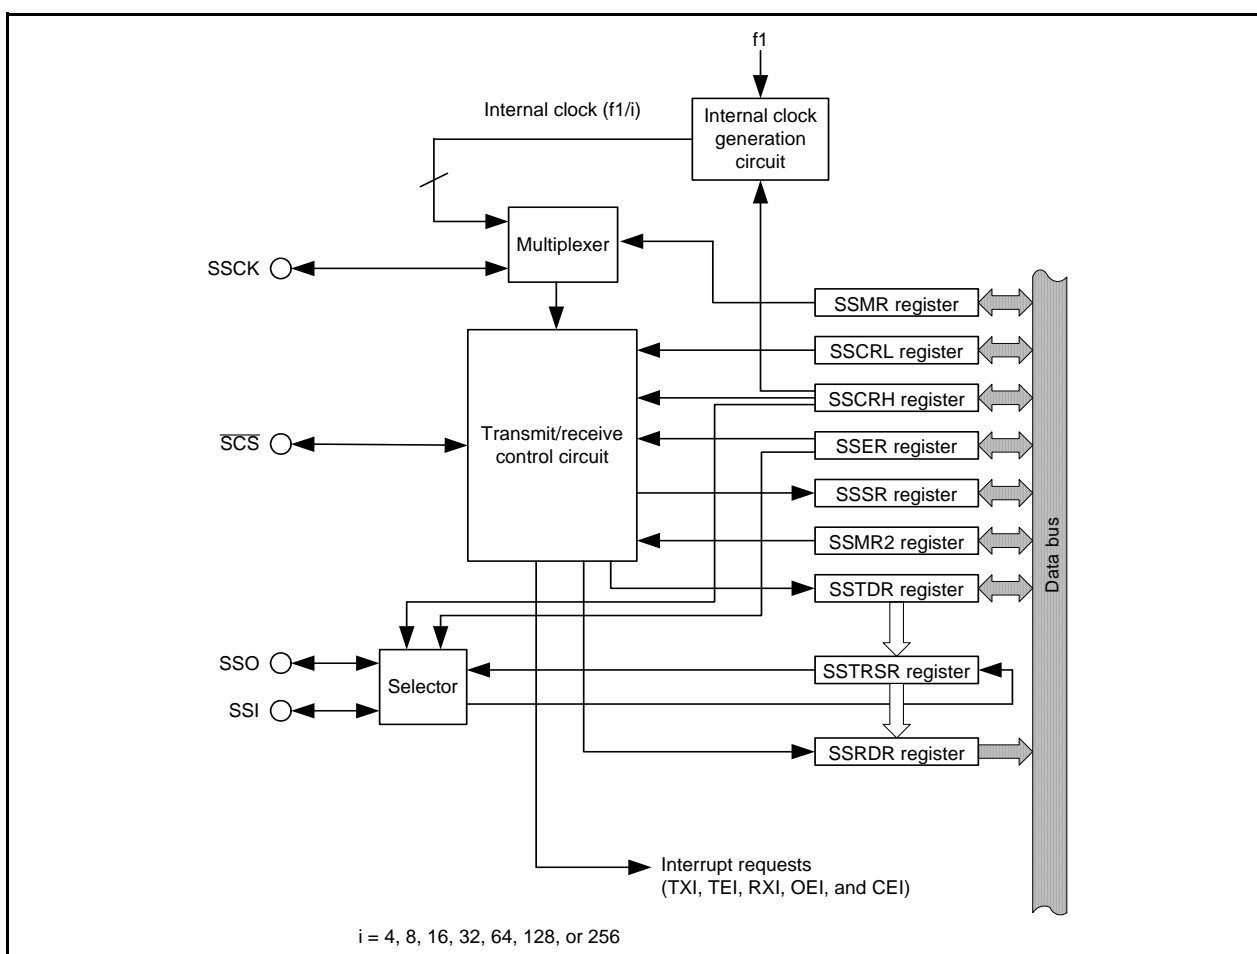 f1
Internal clock (f1/i)
Internal clock
generation
circuit
Multiplexer
SSCK
SSMR register
SSCRL register
SSCRH register
SCS
Transmit/receive
control circuit
SSER register
SSSR register
SSMR2 register
SSTDR register
Data bus
SSO
SSI
Selector
SSTRSR register
SSRDR register
Interrupt requests
(TXI, TEI, RXI, OEI, and CEI)
i = 4, 8, 16, 32, 64, 128, or 256